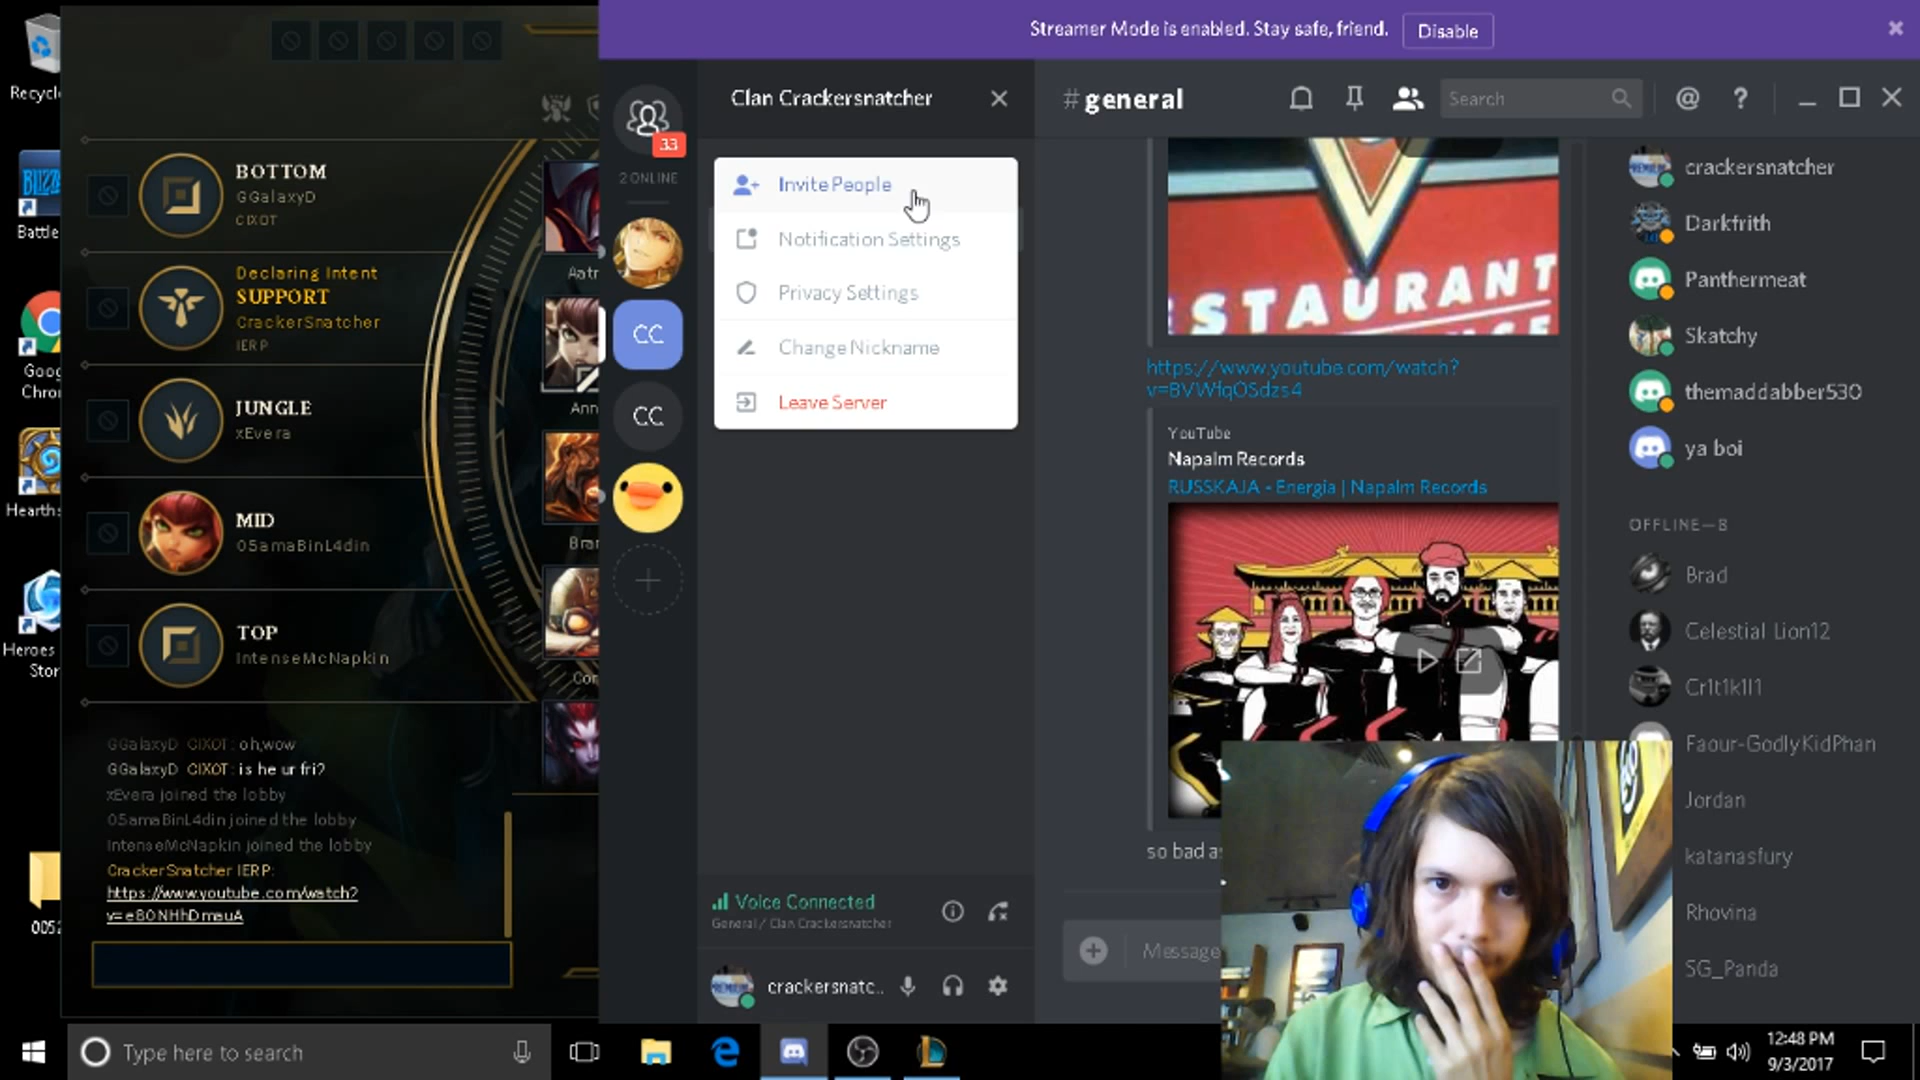 Streamer Mode is enabled. Stay safe, friend.
Disable
BOTTOM
GGalaxyD
CIXOT
Declaring Intent
SUPPORT
CrackerSnatcher
IERP
JUNGLE
xEvera
MID
05amaBinL4din
TOP
IntenseMcNapkin
GGalaxyD CIXOT: oh,wow
GGalaxyD CIXOT: is he ur fri?
xEvera joined the lobby
05amaBinL4din joined the lobby
IntenseMcNapkin joined the lobby
CrackerSnatcher IERP:
https://www.youtube.com/watch?
v=e80NHhDmauA
Aatr
Ann
Bran
Cor
33
2 ONLINE
CC
CC
Clan Crackersnatcher
Invite People
Notification Settings
Privacy Settings
Change Nickname
Leave Server
Voice Connected
General / Clan Crackersnatcher
crackersnatc...
#general
Search
STAURANT
https://www.youtube.com/watch?
v=BVWfqOSdzs4
YouTube
Napalm Records
RUSSKAJA - Energia | Napalm Records
so bad a
Message
crackersnatcher
Darkfrith
Panthermeat
Skatchy
themaddabber530
ya boi
OFFLINE—8
Brad
Celestial Lion12
Cr1t1k1l1
Faour-GodlyKidPhan
Jordan
katanasfury
Rhovina
SG_Panda
Recycl
Battle
Goog
Chro
Hearths
Heroes
Stor
005
Type here to search
12:48 PM
9/3/2017